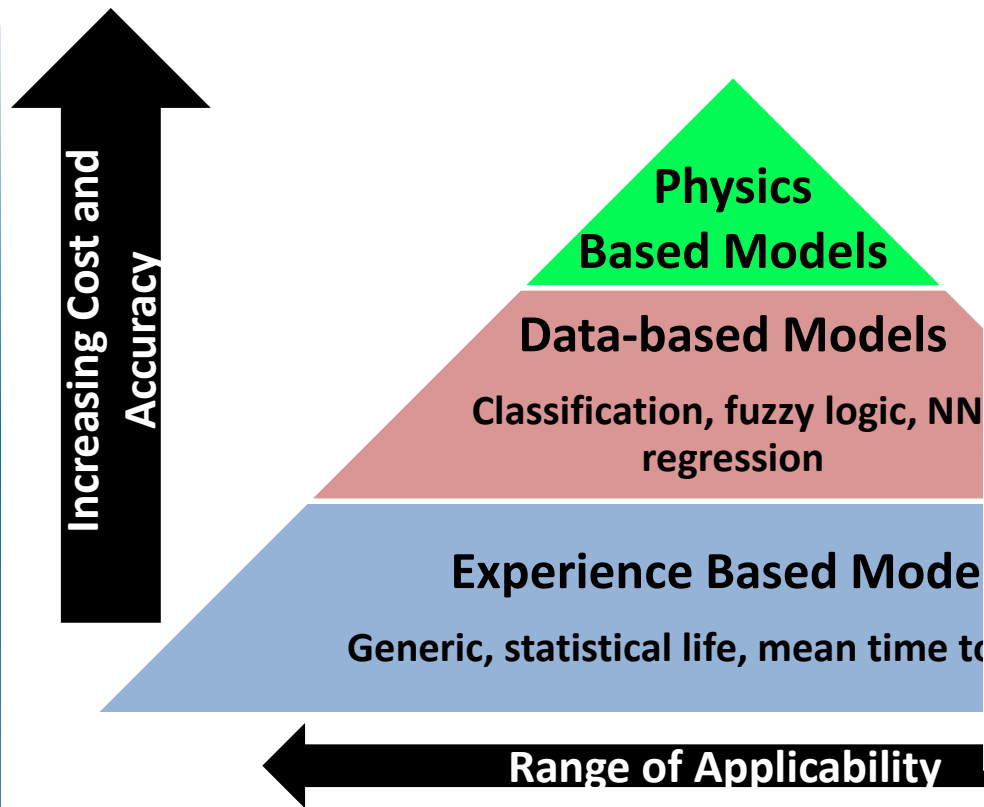 Increasing Cost and
Accuracy
Physics
Based Models
Data-based Models
Classification, fuzzy logic, NN
regression
Experience Based
Generic, statistical life, mean time to
Range of Applicability